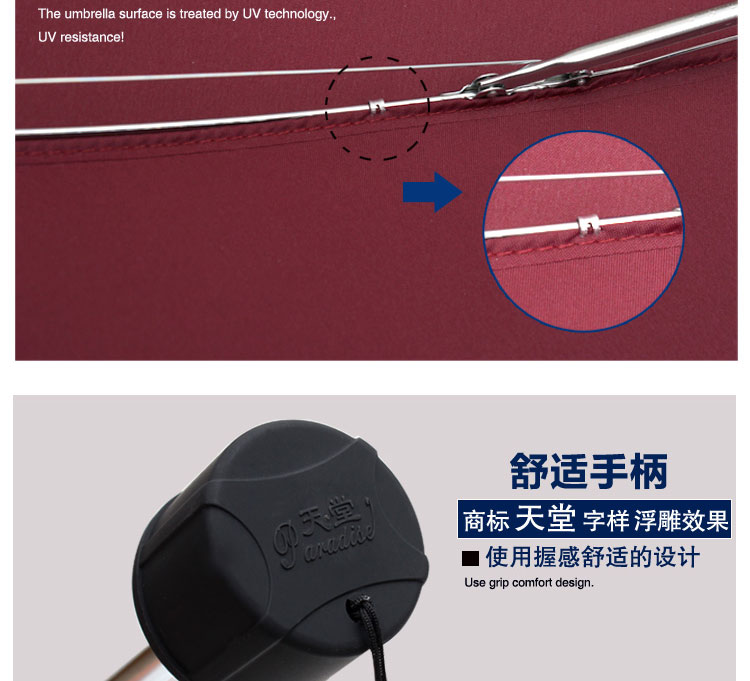 The umbrella surface is treated by UV technology.,
UV resistance!
舒适手柄
商标 天堂 字样 浮雕效果
使用握感舒适的设计
Use grip comfort design.
天堂
Paradise